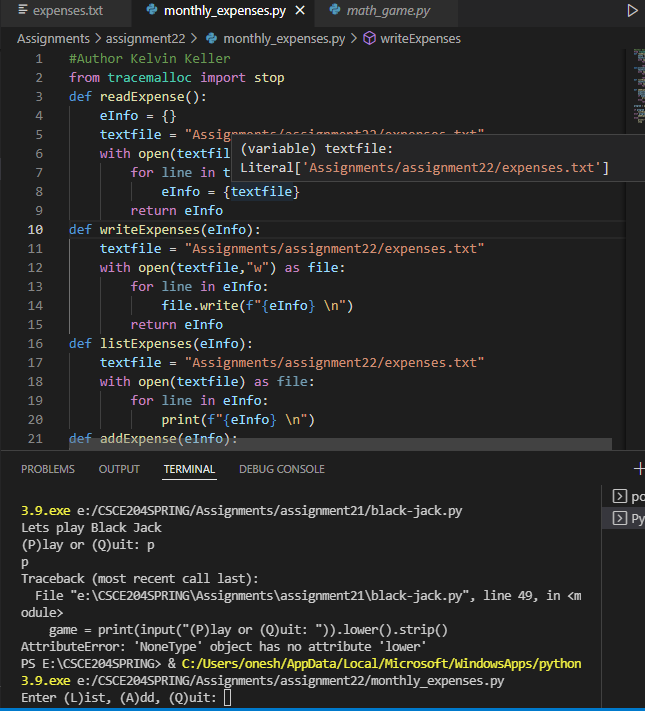 expenses.txt monthly_expenses.py math_game.py
Assignments > assignment22 > monthly_expenses.py > writeExpenses
1 #Author Kelvin Keller
2 from tracemalloc import stop
3 def readExpense():
4 eInfo = {}
5 textfile = "Assignments/assignment22/expenses.txt"
6 with open(textfil
(variable) textfile:
7 for line in t
Literal['Assignments/assignment22/expenses.txt']
8 eInfo = {textfile}
9 return eInfo
10 def writeExpenses(eInfo):
11 textfile = "Assignments/assignment22/expenses.txt"
12 with open(textfile,"w") as file:
13 for line in eInfo:
14 file.write(f"{eInfo} \n")
15 return eInfo
16 def listExpenses(eInfo):
17 textfile = "Assignments/assignment22/expenses.txt"
18 with open(textfile) as file:
19 for line in eInfo:
20 print(f"{eInfo} \n")
21 def addExpense(eInfo):
PROBLEMS OUTPUT TERMINAL DEBUG CONSOLE
3.9.exe e:/CSCE204SPRING/Assignments/assignment21/black-jack.py
Lets play Black Jack
(P)lay or (Q)uit: p
p
Traceback (most recent call last):
File "e:\CSCE204SPRING\Assignments\assignment21\black-jack.py", line 49, in <m
odule>
game = print(input("(P)lay or (Q)uit: ")).lower().strip()
AttributeError: 'NoneType' object has no attribute 'lower'
PS E:\CSCE204SPRING> & C:/Users/onesh/AppData/Local/Microsoft/WindowsApps/python
3.9.exe e:/CSCE204SPRING/Assignments/assignment22/monthly_expenses.py
Enter (L)ist, (A)dd, (Q)uit:
po
Py